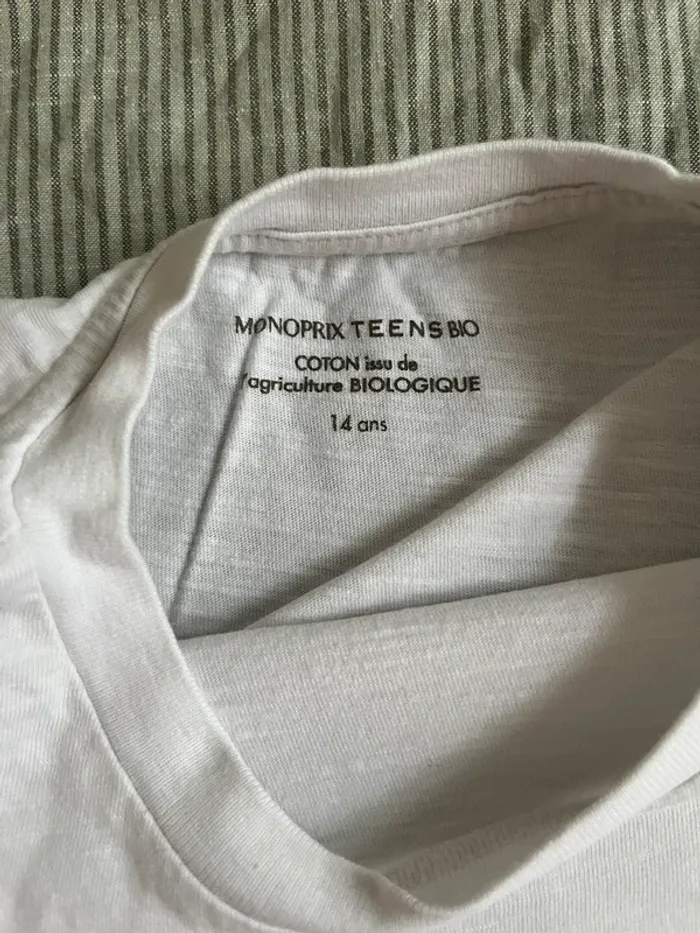 MONOPRIX TEENS BIO
COTON issu de
l'agriculture BIOLOGIQUE
14 ans